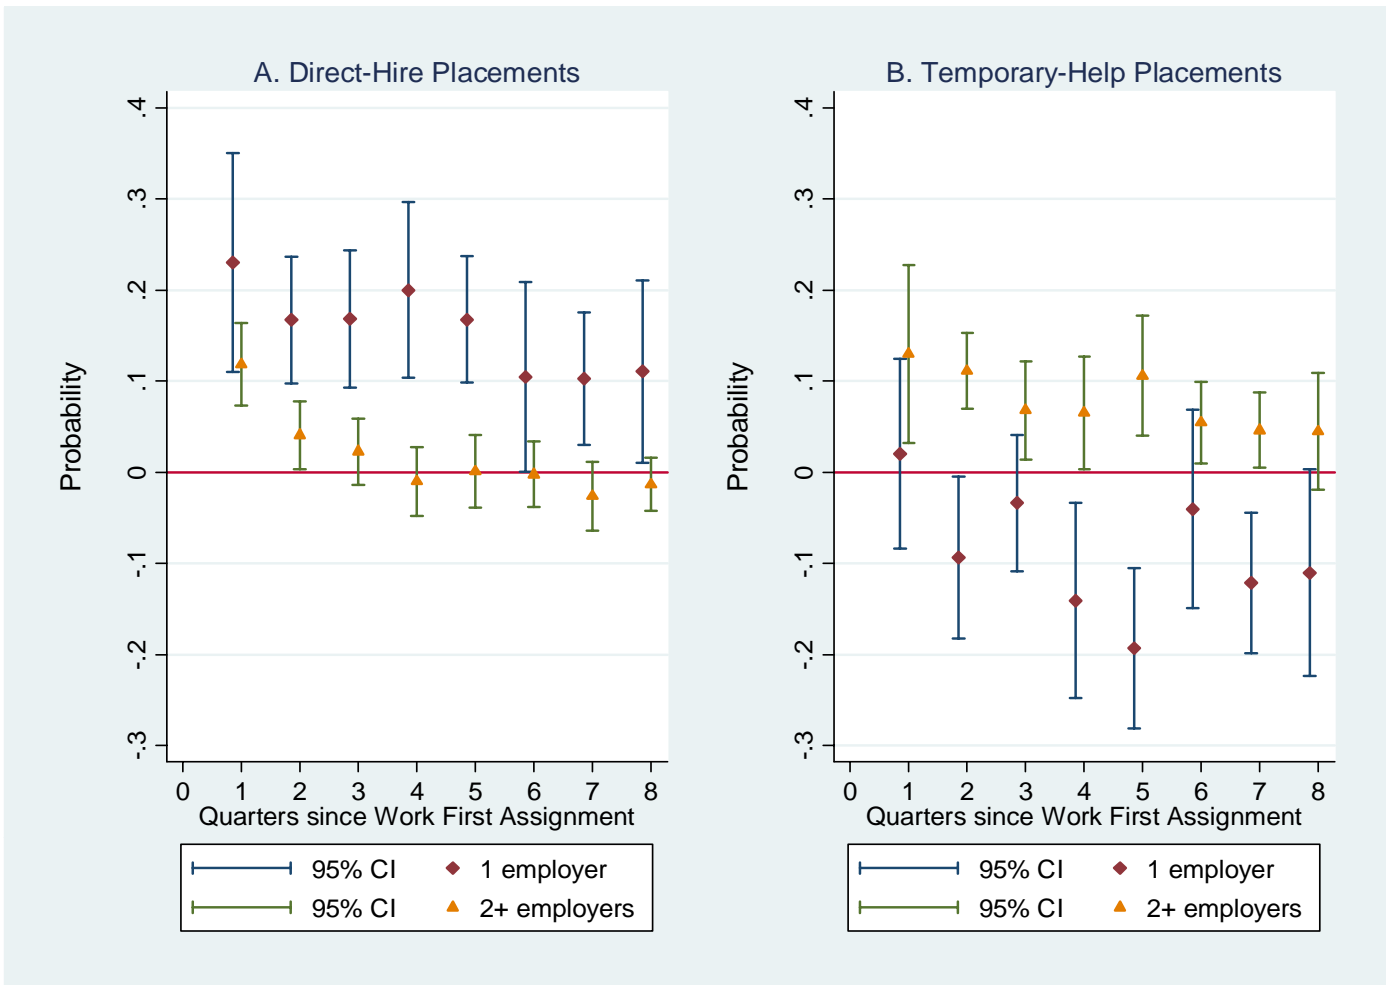 A. Direct-Hire Placements
.4
.3
.2
.1
0
-.1
-.2
-.3
Probability
0 1 2 3 4 5 6 7 8
Quarters since Work First Assignment
95% CI 1 employer
95% CI 2+ employers
B. Temporary-Help Placements
.4
.3
.2
.1
0
-.1
-.2
-.3
Probability
0 1 2 3 4 5 6 7 8
Quarters since Work First Assignment
95% CI 1 employer
95% CI 2+ employers